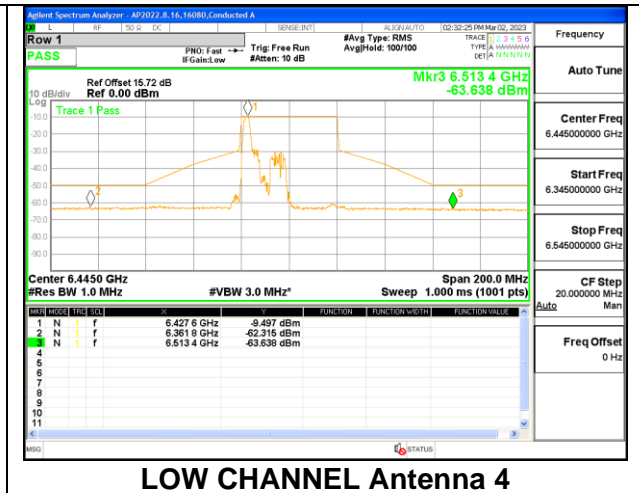 Agilent Spectrum Analyzer - AP2022.8.16,16080,Conducted A
L RF 50 Ω DC SENSE:INT ALIGN AUTO 02:32:25 PM Mar 02, 2023
Row 1
PASS
PNO: Fast
IFGain:Low
Trig: Free Run
#Atten: 10 dB
#Avg Type: RMS
Avg|Hold: 100/100
TRACE 1 2 3 4 5 6
TYPE A WWWWW
DET A N N N N N
Ref Offset 15.72 dB
Ref 0.00 dBm
10 dB/div
Log
Mkr3 6.513 4 GHz
-63.638 dBm
Trace 1 Pass
1
2
3
-10.0
-20.0
-30.0
-40.0
-50.0
-60.0
-70.0
-80.0
-90.0
Center 6.4450 GHz
#Res BW 1.0 MHz
#VBW 3.0 MHz*
Span 200.0 MHz
Sweep 1.000 ms (1001 pts)
MKR MODE TRC SCL X Y FUNCTION FUNCTION WIDTH FUNCTION VALUE
1 N 1 f 6.427 6 GHz -9.497 dBm
2 N 1 f 6.361 8 GHz -62.315 dBm
3 N 1 f 6.513 4 GHz -63.638 dBm
4
5
6
7
8
9
10
11
MSG
STATUS
Frequency
Auto Tune
Center Freq
6.445000000 GHz
Start Freq
6.345000000 GHz
Stop Freq
6.545000000 GHz
CF Step
20.000000 MHz
Auto Man
Freq Offset
0 Hz
LOW CHANNEL Antenna 4